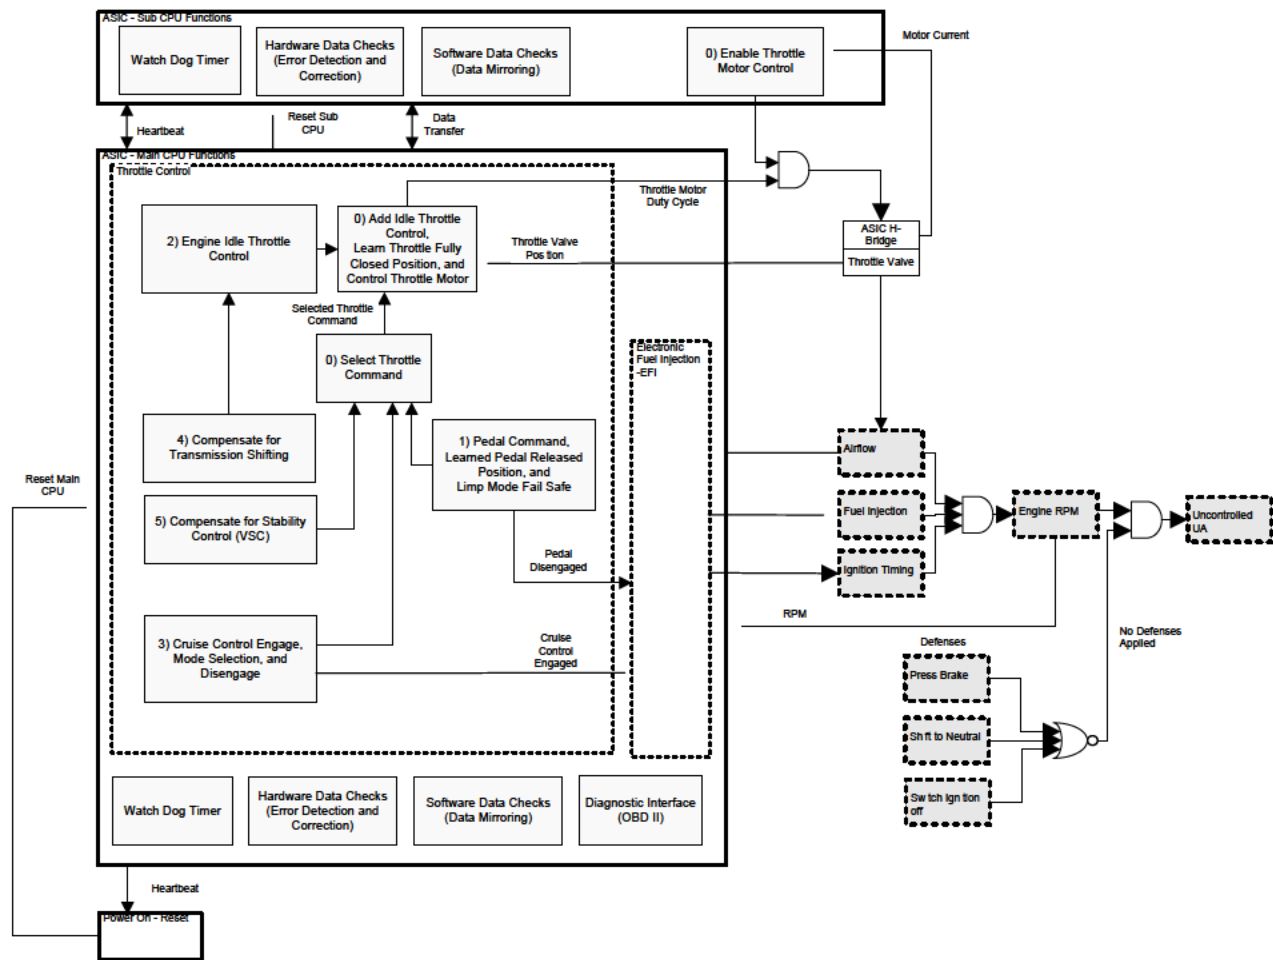 ASIC - Sub CPU Functions
Watch Dog Timer
Hardware Data Checks
(Error Detection and
Correction)
Software Data Checks
(Data Mirroring)
0) Enable Throttle
Motor Control
Motor Current
Heartbeat
Reset Sub
CPU
Data
Transfer
ASIC - Main CPU Functions
Throttle Control
2) Engine Idle Throttle
Control
0) Add Idle Throttle
Control,
Learn Throttle Fully
Closed Position, and
Control Throttle Motor
Throttle Motor
Duty Cycle
Throttle Valve
Position
ASIC H-
Bridge
Throttle Valve
Selected Throttle
Command
0) Select Throttle
Command
Electronic
Fuel Injection
-EFI
4) Compensate for
Transmission Shifting
1) Pedal Command,
Learned Pedal Released
Position, and
Limp Mode Fail Safe
Reset Main
CPU
5) Compensate for Stability
Control (VSC)
Pedal
Disengaged
Airflow
Fuel Injection
Ignition Timing
Engine RPM
Uncontrolled
UA
3) Cruise Control Engage,
Mode Selection, and
Disengage
Cruise
Control
Engaged
RPM
No Defenses
Applied
Defenses
Press Brake
Shift to Neutral
Switch Ignition
off
Watch Dog Timer
Hardware Data Checks
(Error Detection and
Correction)
Software Data Checks
(Data Mirroring)
Diagnostic Interface
(OBD II)
Heartbeat
Power On - Reset